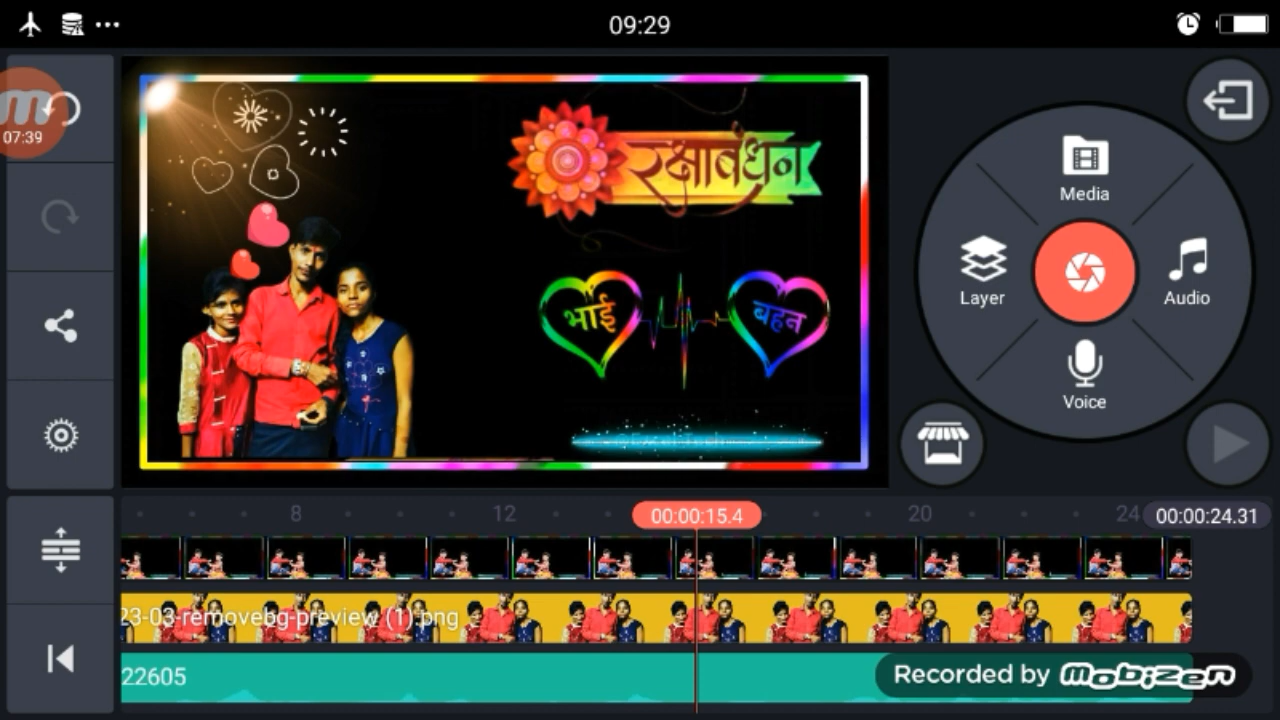 09:29
07:39
रक्षाबंधन
भाई
बहन
Media
Layer
Audio
Voice
8
12
00:00:15.4
20
24
00:00:24.31
23-03-removebg-preview (1).png
22605
Recorded by mobizen